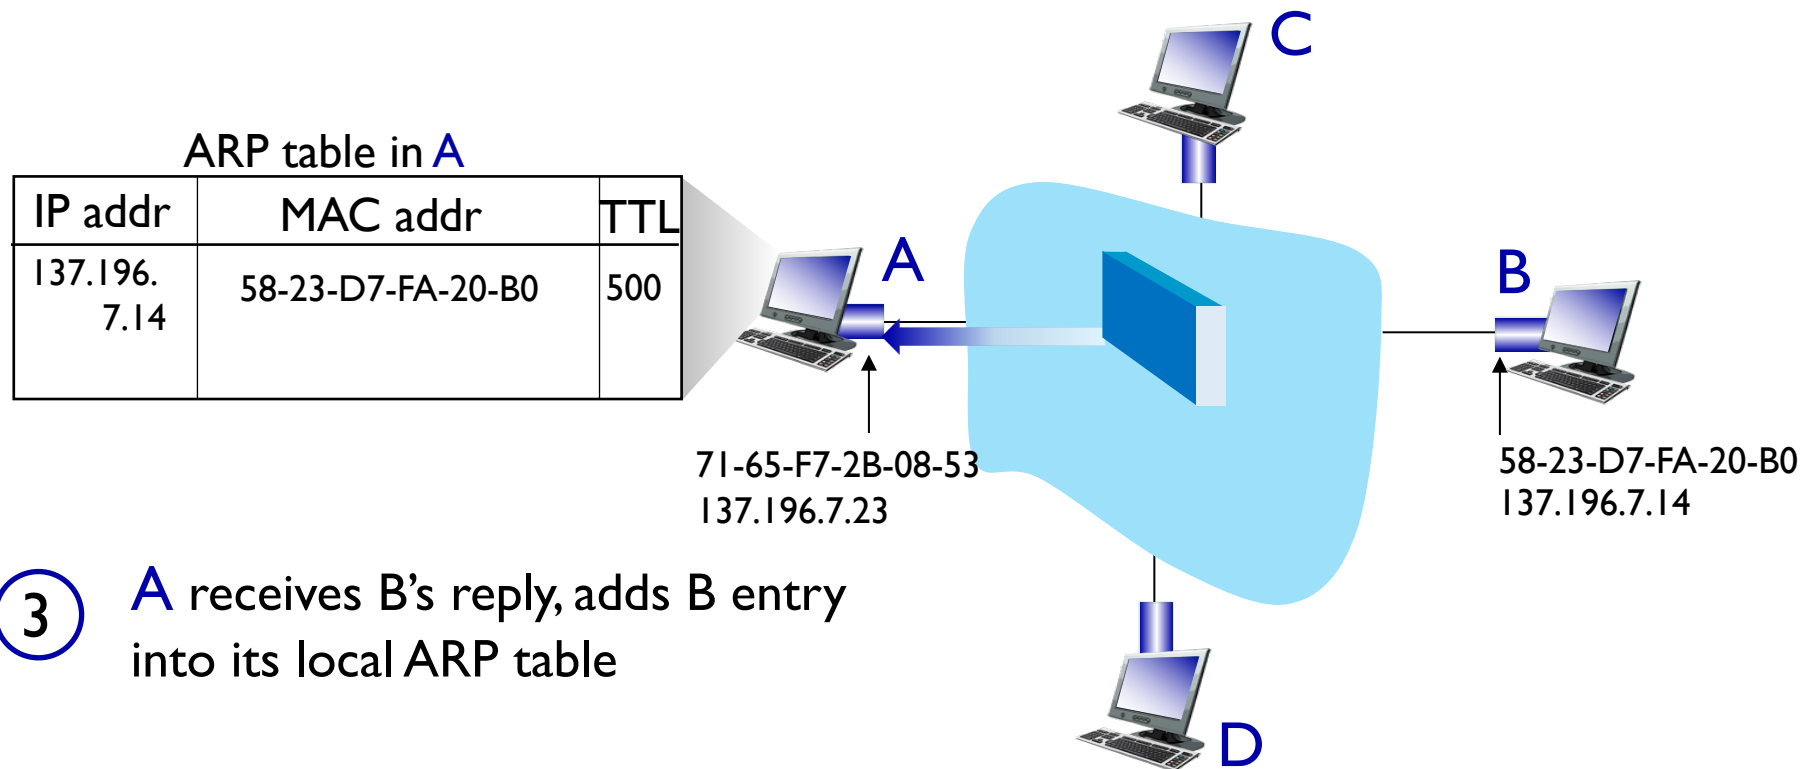 C
ARP table in A
IP addr MAC addr TTL
137.196.
7.14
58-23-D7-FA-20-B0
500
A
B
71-65-F7-2B-08-53
137.196.7.23
58-23-D7-FA-20-B0
137.196.7.14
3
A receives B’s reply, adds B entry
into its local ARP table
D